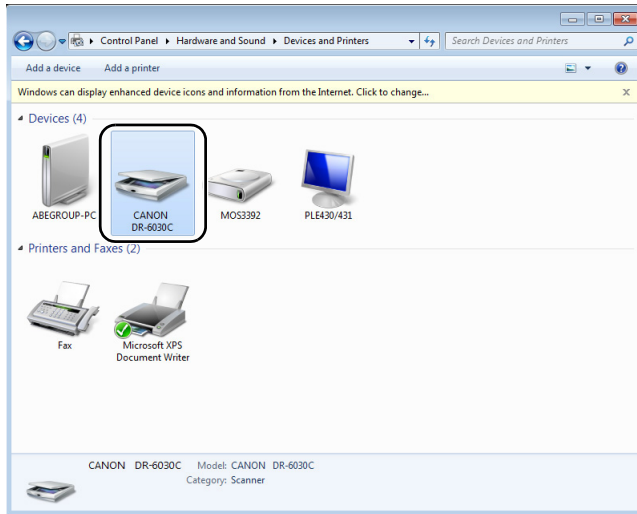 Control Panel ▸ Hardware and Sound ▸ Devices and Printers
Search Devices and Printers
Add a device Add a printer
Windows can display enhanced device icons and information from the Internet. Click to change...
Devices (4)
ABEGROUP-PC
CANON
DR-6030C
MOS3392
PLE430/431
Printers and Faxes (2)
Fax
Microsoft XPS
Document Writer
CANON DR-6030C Model: CANON DR-6030C
Category: Scanner